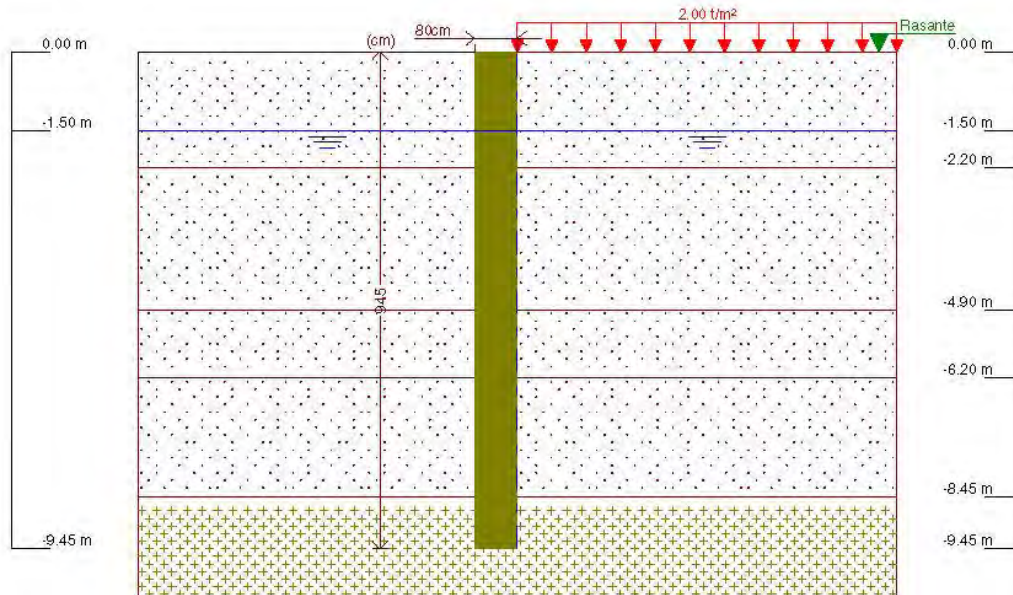 2.00 t/m²
Rasante
0.00 m
(cm)
80cm
0.00 m
-1.50 m
-1.50 m
-2.20 m
945
-4.90 m
-6.20 m
-8.45 m
-9.45 m
-9.45 m